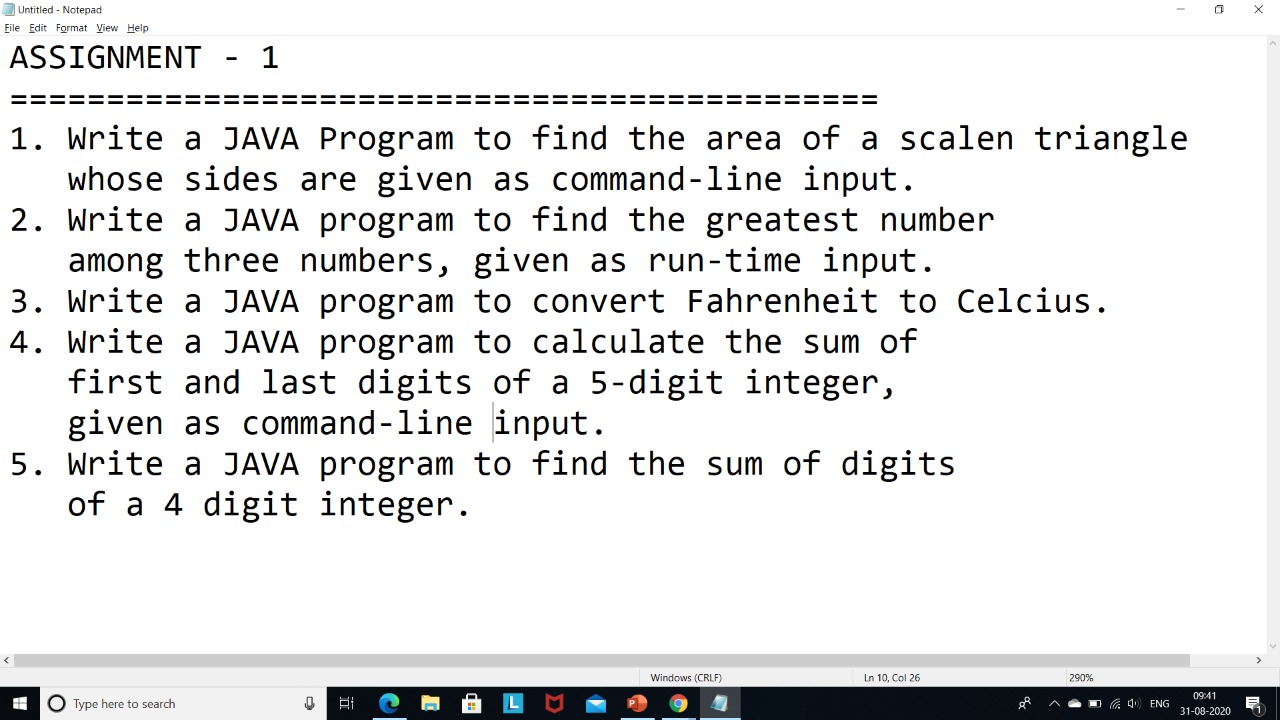 Untitled - Notepad
File Edit Format View Help
ASSIGNMENT - 1
=============================================
1. Write a JAVA Program to find the area of a scalen triangle
whose sides are given as command-line input.
2. Write a JAVA program to find the greatest number
among three numbers, given as run-time input.
3. Write a JAVA program to convert Fahrenheit to Celcius.
4. Write a JAVA program to calculate the sum of
first and last digits of a 5-digit integer,
given as command-line input.
5. Write a JAVA program to find the sum of digits
of a 4 digit integer.
Windows (CRLF) Ln 10, Col 26 290%
Type here to search L ENG 09:41
31-08-2020 1